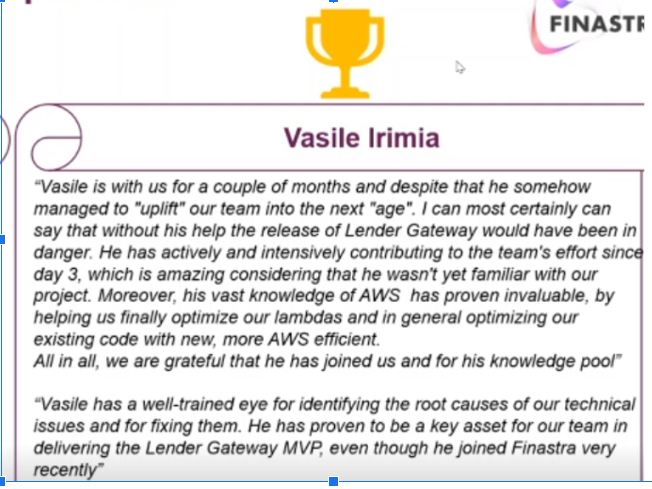 FINASTR
Vasile Irimia
“Vasile is with us for a couple of months and despite that he somehow
managed to "uplift" our team into the next "age". I can most certainly can
say that without his help the release of Lender Gateway would have been in
danger. He has actively and intensively contributing to the team's effort since
day 3, which is amazing considering that he wasn't yet familiar with our
project. Moreover, his vast knowledge of AWS  has proven invaluable, by
helping us finally optimize our lambdas and in general optimizing our
existing code with new, more AWS efficient.
All in all, we are grateful that he has joined us and for his knowledge pool”
“Vasile has a well-trained eye for identifying the root causes of our technical
issues and for fixing them. He has proven to be a key asset for our team in
delivering the Lender Gateway MVP, even though he joined Finastra very
recently”